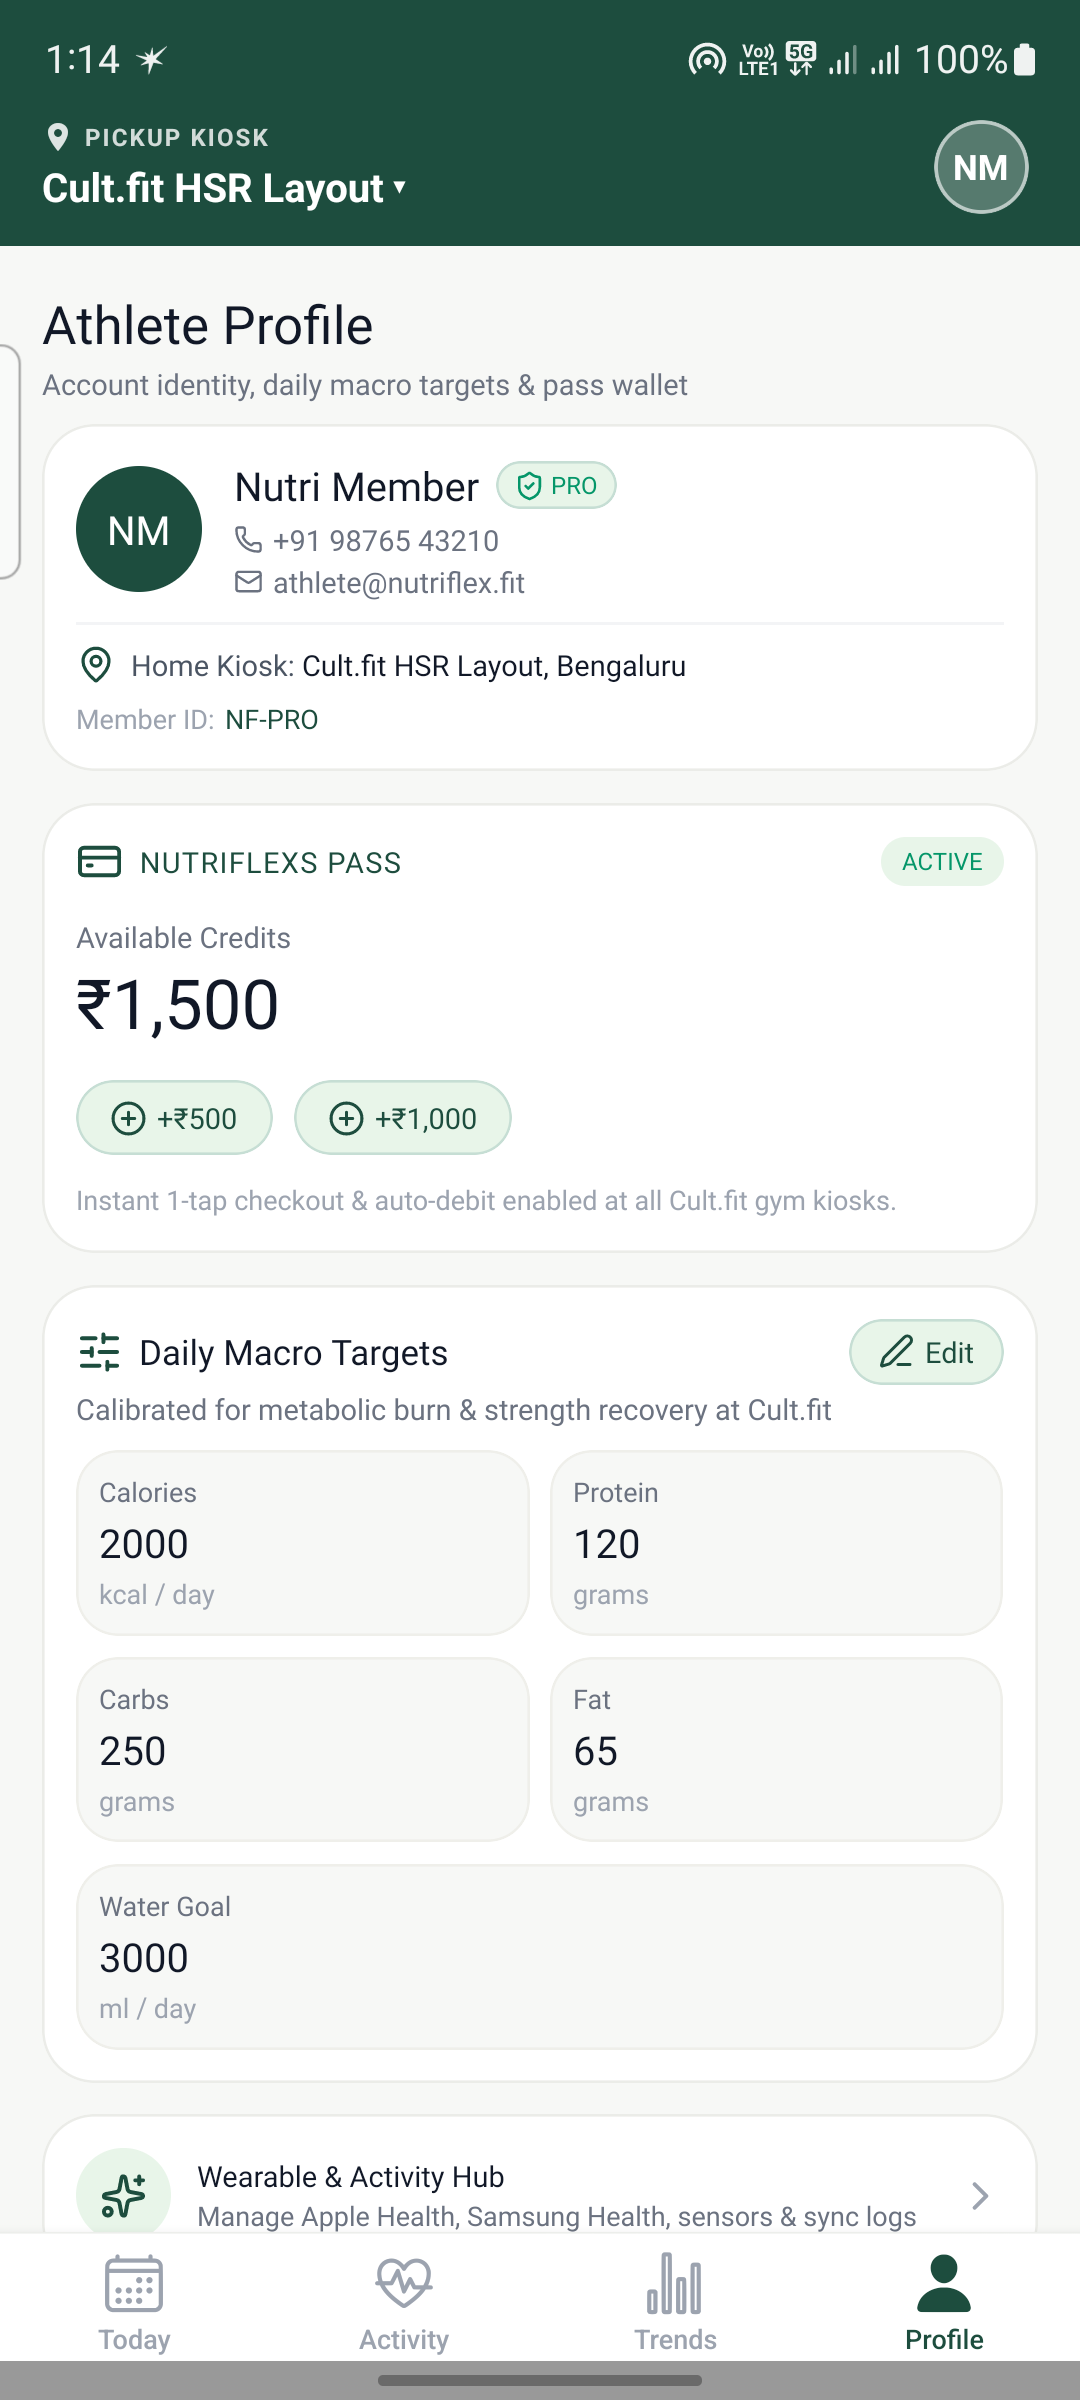 1:14
Vo)) LTE1 5G 100%
PICKUP KIOSK
Cult.fit HSR Layout ▾
NM
Athlete Profile
Account identity, daily macro targets & pass wallet
NM
Nutri Member
PRO
+91 98765 43210
athlete@nutriflex.fit
Home Kiosk: Cult.fit HSR Layout, Bengaluru
Member ID: NF-PRO
NUTRIFLEXS PASS
ACTIVE
Available Credits
₹1,500
+₹500
+₹1,000
Instant 1-tap checkout & auto-debit enabled at all Cult.fit gym kiosks.
Daily Macro Targets
Edit
Calibrated for metabolic burn & strength recovery at Cult.fit
Calories
2000
kcal / day
Protein
120
grams
Carbs
250
grams
Fat
65
grams
Water Goal
3000
ml / day
Wearable & Activity Hub
Manage Apple Health, Samsung Health, sensors & sync logs
Today
Activity
Trends
Profile